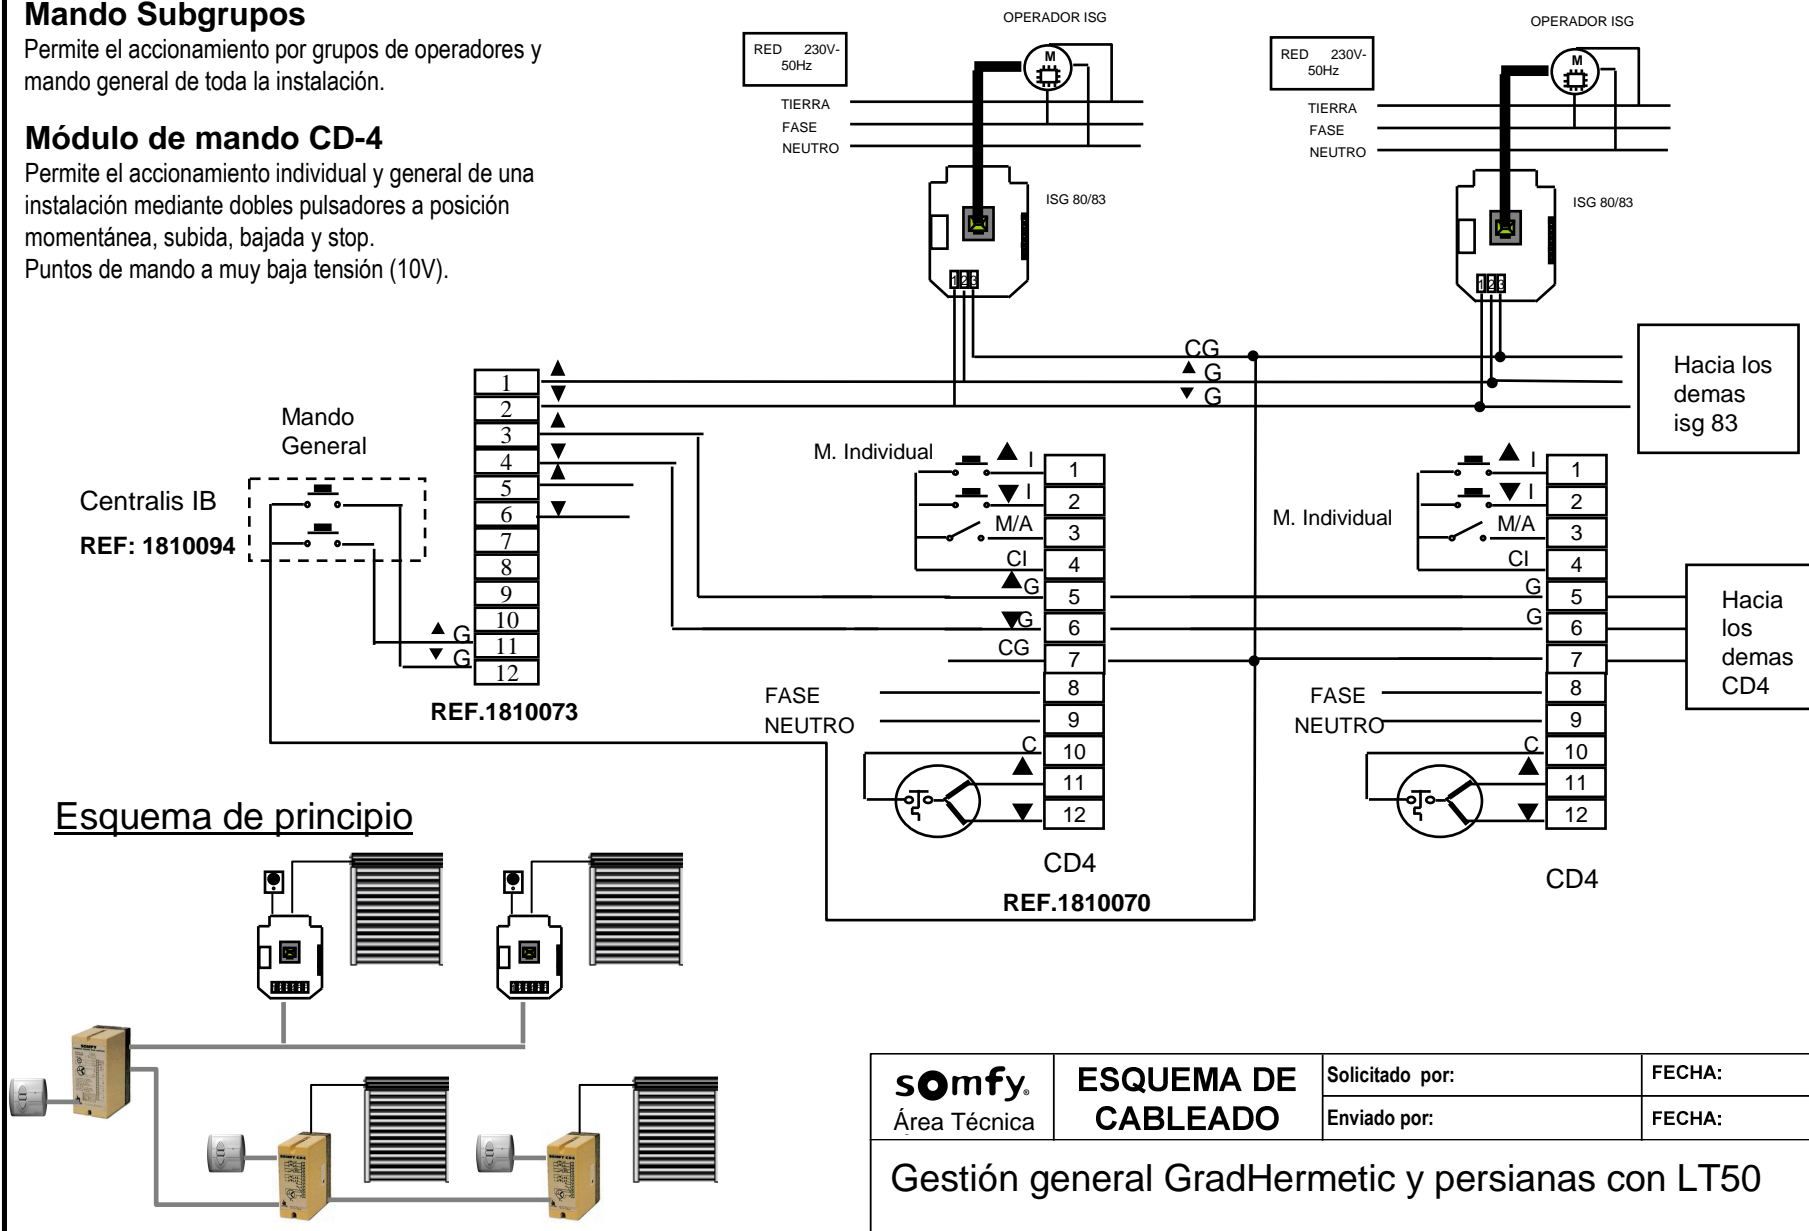 Mando Subgrupos
Permite el accionamiento por grupos de operadores y
mando general de toda la instalación.
Módulo de mando CD-4
Permite el accionamiento individual y general de una
instalación mediante dobles pulsadores a posición
momentánea, subida, bajada y stop.
Puntos de mando a muy baja tensión (10V).
OPERADOR ISG
RED 230V-
50Hz
M
TIERRA
FASE
NEUTRO
ISG 80/83
1 2 3
OPERADOR ISG
RED 230V-
50Hz
M
TIERRA
FASE
NEUTRO
ISG 80/83
1 2 3
CG
▲ G
▼ G
Hacia los
demas
isg 83
Mando
General
Centralis IB
REF: 1810094
▲ G
▼ G
1
2
3
4
5
6
7
8
9
10
11
12
REF.1810073
M. Individual
▲ I
▼ I
M/A
CI
▲ G
▼ G
CG
FASE
NEUTRO
C
▲
▼
1
2
3
4
5
6
7
8
9
10
11
12
CD4
REF.1810070
M. Individual
▲ I
▼ I
M/A
CI
G
G
FASE
NEUTRO
C
▲
▼
1
2
3
4
5
6
7
8
9
10
11
12
CD4
Hacia
los
demas
CD4
Esquema de principio
somfy®
Área Técnica
ESQUEMA DE
CABLEADO
Solicitado por:
FECHA:
Enviado por:
FECHA:
Gestión general GradHermetic y persianas con LT50